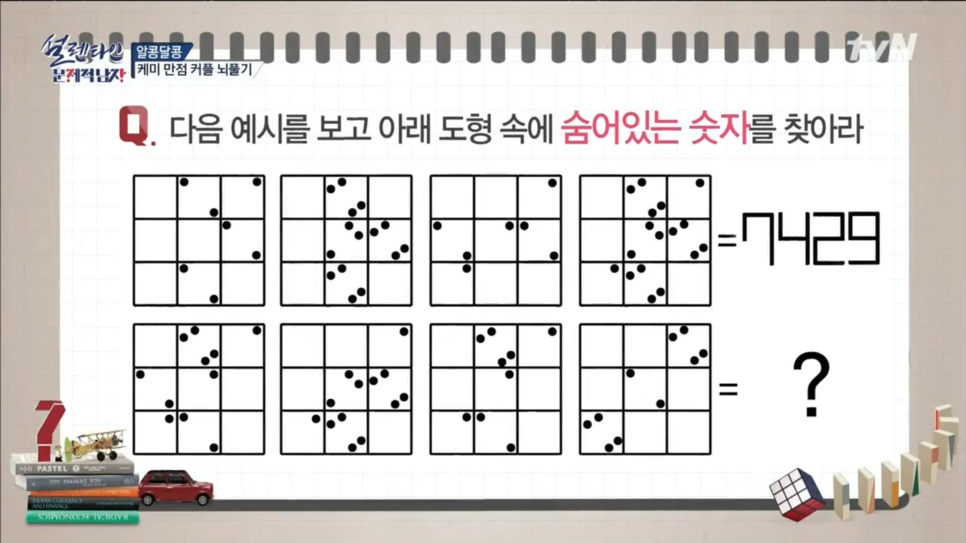 설렌타인
문제적남자
알콩달콩
케미 만점 커플 뇌풀기
tvN
Q. 다음 예시를 보고 아래 도형 속에 숨어있는 숫자를 찾아라
=7429
= ?
PASTEL
RADICAL ECONOMICS